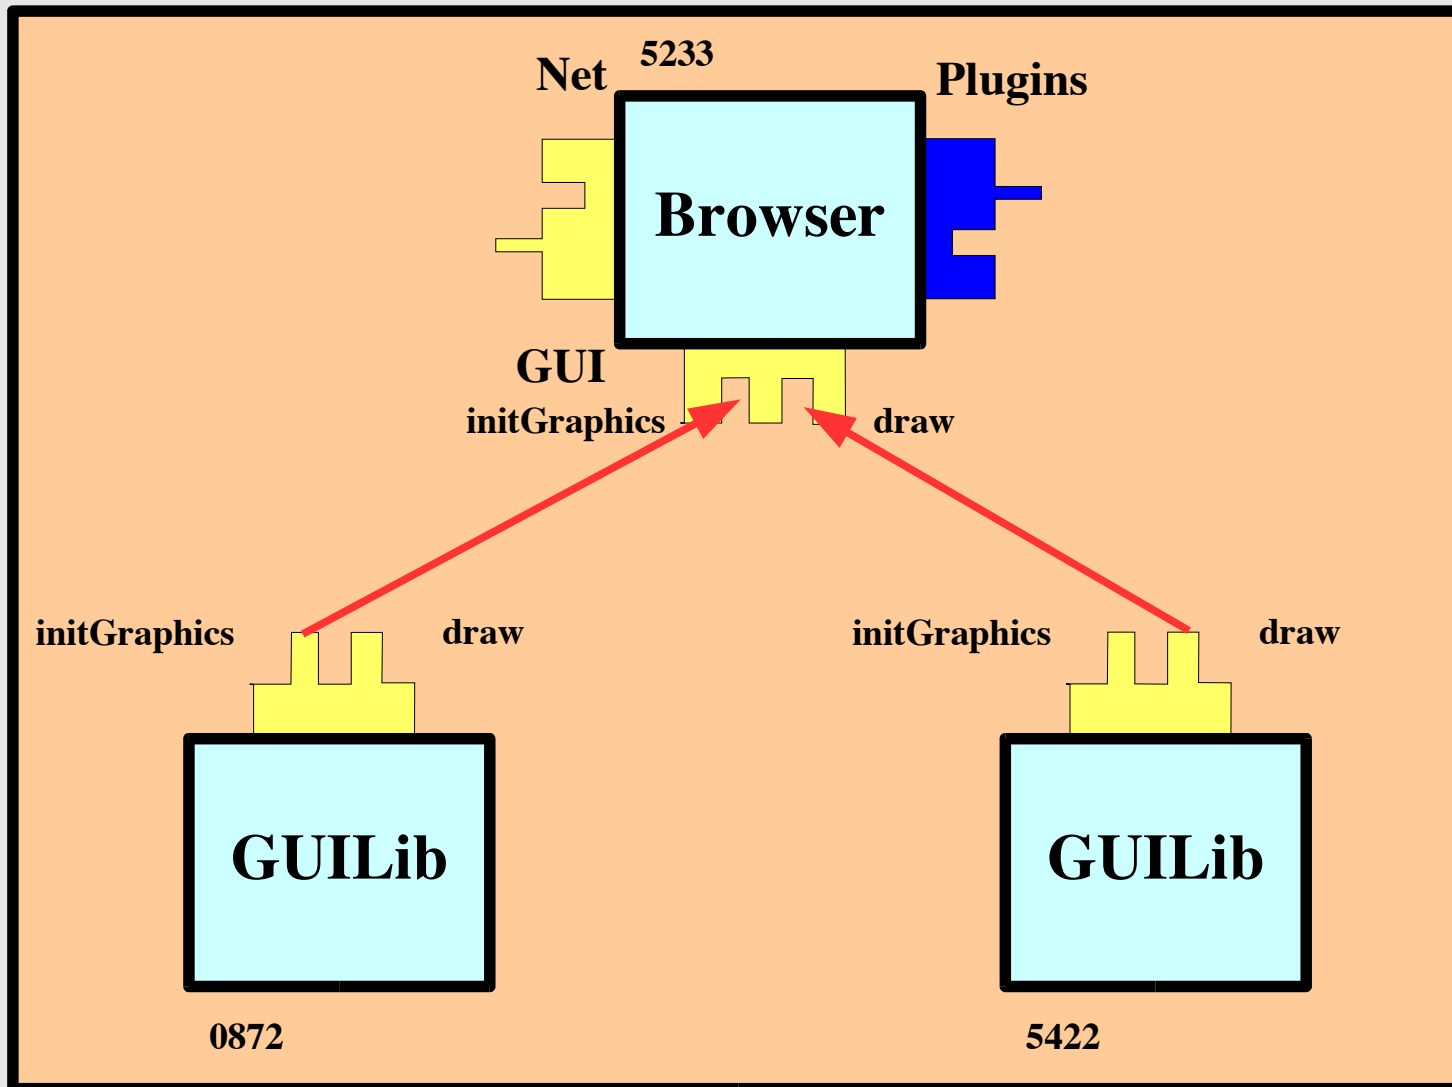 5233
Net
Plugins
Browser
GUI
initGraphics
draw
initGraphics
draw
initGraphics
draw
GUILib
GUILib
0872
5422